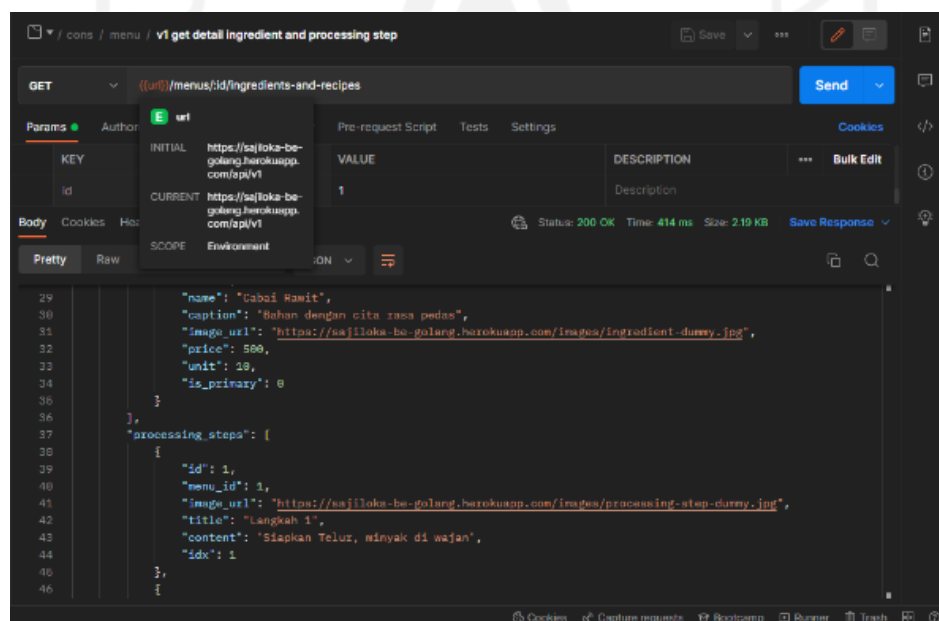 / cons / menu / v1 get detail ingredient and processing step Save
GET {{url}}/menus/:id/ingredients-and-recipes Send
Params Author Pre-request Script Tests Settings Cookies
E url
KEY VALUE DESCRIPTION Bulk Edit
INITIAL https://sajiloka-be-
golang.herokuapp.
com/api/v1
id 1 Description
CURRENT https://sajiloka-be-
golang.herokuapp.
com/api/v1
Body Cookies Hea Status: 200 OK Time: 414 ms Size: 2.19 KB Save Response
SCOPE Environment
Pretty Raw ON
29 "name": "Cabai Rawit",
30 "caption": "Bahan dengan cita rasa pedas",
31 "image_url": "https://sajiloka-be-golang.herokuapp.com/images/ingredient-dummy.jpg",
32 "price": 500,
33 "unit": 10,
34 "is_primary": 0
35 }
36 ],
37 "processing_steps": [
38 {
39 "id": 1,
40 "menu_id": 1,
41 "image_url": "https://sajiloka-be-golang.herokuapp.com/images/processing-step-dummy.jpg",
42 "title": "Langkah 1",
43 "content": "Siapkan Telur, minyak di wajan",
44 "idx": 1
45 },
46 {
Cookies Capture requests Bootcamp Runner Trash